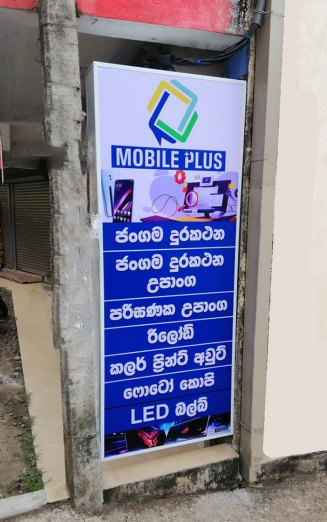 MOBILE PLUS
ජංගම දුරකථන
ජංගම දුරකථන
උපාංග
පරිඝණක උපාංග
රීලෝඩ්
කලර් ප්‍රින්ට් අවුට්
ෆොටෝ කොපි
LED බල්බ්